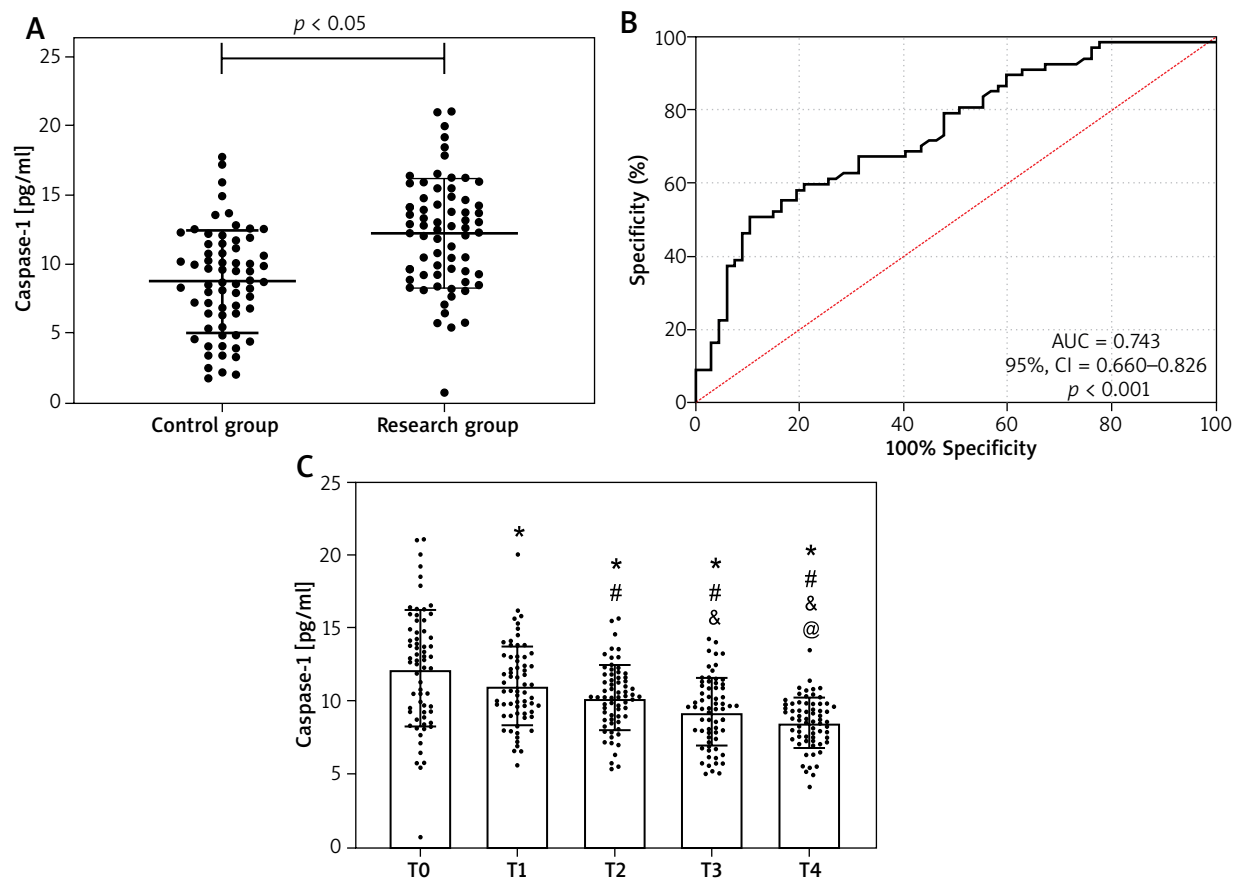 A
p < 0.05
Caspase-1 [pg/ml]
25
20
15
10
5
0
Control group
Research group
B
Specificity (%)
100
80
60
40
20
0
AUC = 0.743
95%, CI = 0.660–0.826
p < 0.001
0 20 40 60 80 100
100% Specificity
C
Caspase-1 [pg/ml]
25
20
15
10
5
0
*
*
#
*
#
&
*
#
&
@
T0 T1 T2 T3 T4